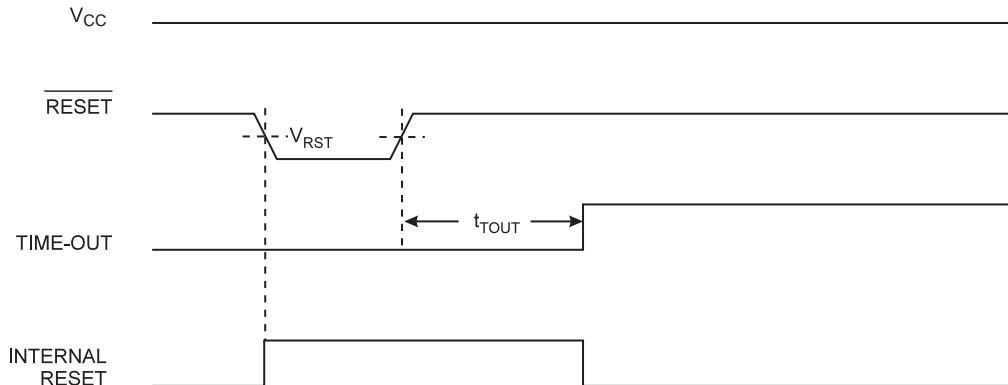 VCC
RESET
VRST
tTOUT
TIME-OUT
INTERNAL
RESET